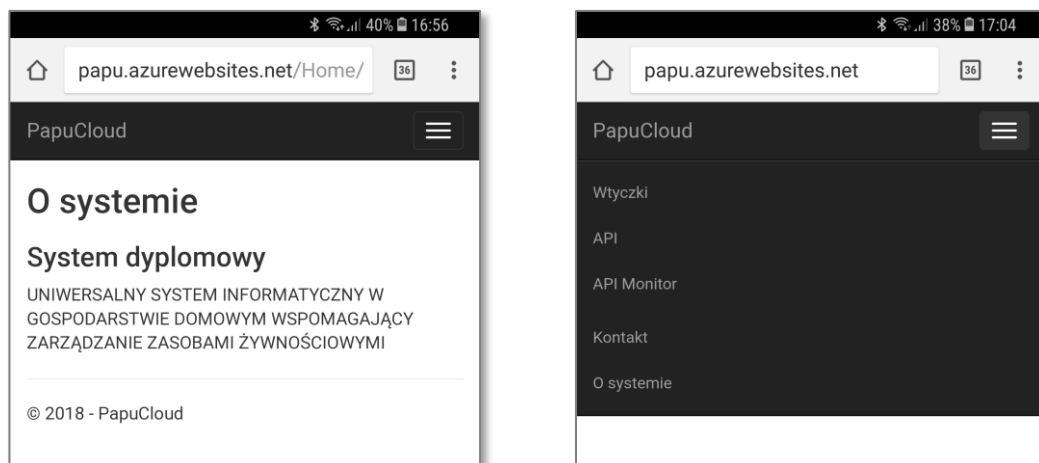 40% 16:56
papu.azurewebsites.net/Home/ 36
PapuCloud
O systemie
System dyplomowy
UNIWERSALNY SYSTEM INFORMATYCZNY W
GOSPODARSTWIE DOMOWYM WSPOMAGAJĄCY
ZARZĄDZANIE ZASOBAMI ŻYWNOŚCIOWYMI
© 2018 - PapuCloud
38% 17:04
papu.azurewebsites.net 36
PapuCloud
Wtyczki
API
API Monitor
Kontakt
O systemie